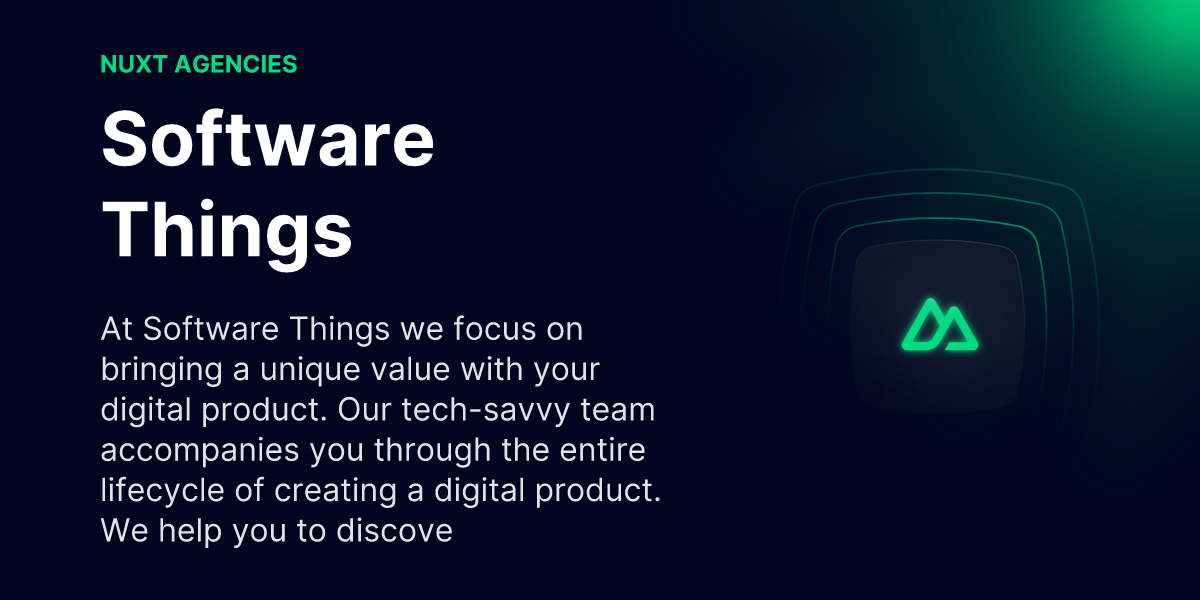 NUXT AGENCIES
Software
Things
At Software Things we focus on
bringing a unique value with your
digital product. Our tech-savvy team
accompanies you through the entire
lifecycle of creating a digital product.
We help you to discover